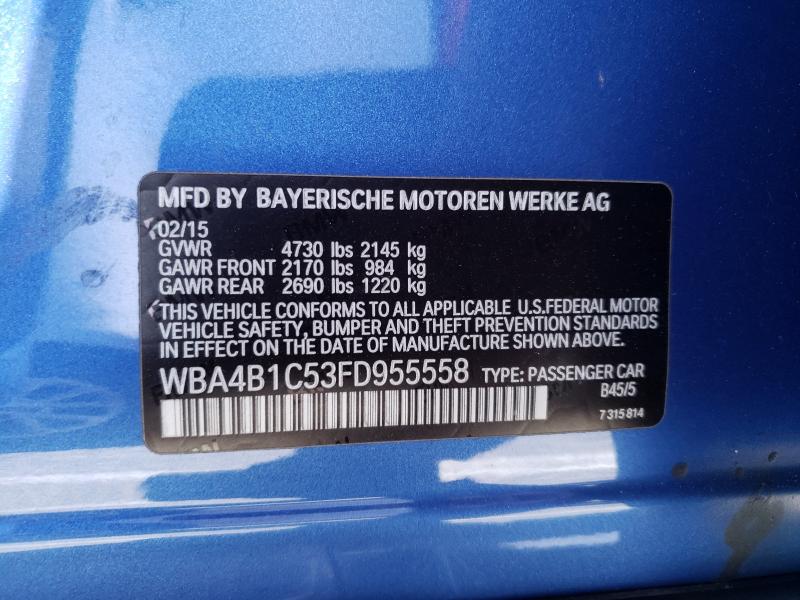 MFD BY BAYERISCHE MOTOREN WERKE AG
02/15
GVWR 4730 lbs 2145 kg
GAWR FRONT 2170 lbs 984 kg
GAWR REAR 2690 lbs 1220 kg
THIS VEHICLE CONFORMS TO ALL APPLICABLE U.S.FEDERAL MOTOR
VEHICLE SAFETY, BUMPER AND THEFT PREVENTION STANDARDS
IN EFFECT ON THE DATE OF MANUFACTURE SHOWN ABOVE.
WBA4B1C53FD955558 TYPE: PASSENGER CAR
B45/5
7 315 814